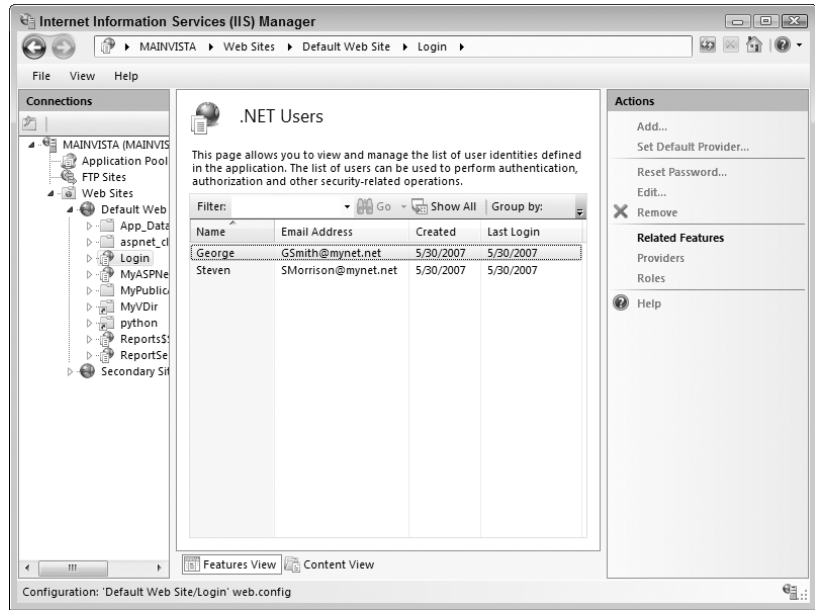 Internet Information Services (IIS) Manager
MAINVISTA Web Sites Default Web Site Login
File View Help
Connections
MAINVISTA (MAINVIS
Application Pool
FTP Sites
Web Sites
Default Web
App_Data
aspnet_cl
Login
MyASPNe
MyPublic
MyVDir
python
Reports$
ReportSe
Secondary Sit
.NET Users
This page allows you to view and manage the list of user identities defined
in the application. The list of users can be used to perform authentication,
authorization and other security-related operations.
Filter: Go Show All Group by:
Name Email Address Created Last Login
George GSmith@mynet.net 5/30/2007 5/30/2007
Steven SMorrison@mynet.net 5/30/2007 5/30/2007
Features View Content View
Actions
Add...
Set Default Provider...
Reset Password...
Edit...
Remove
Related Features
Providers
Roles
Help
Configuration: 'Default Web Site/Login' web.config